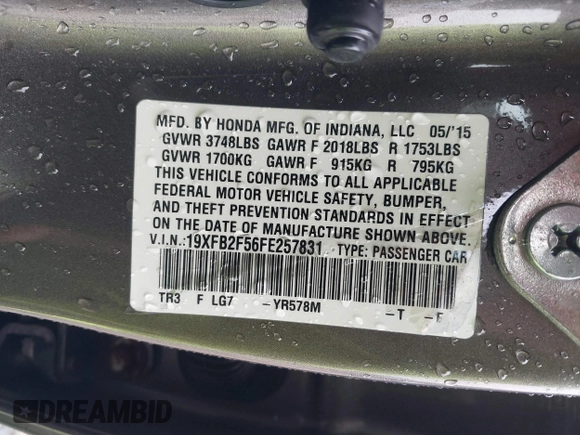 MFD. BY HONDA MFG. OF INDIANA, LLC 05/'15
GVWR 3748LBS GAWR F 2018LBS R 1753LBS
GVWR 1700KG GAWR F 915KG R 795KG
THIS VEHICLE CONFORMS TO ALL APPLICABLE
FEDERAL MOTOR VEHICLE SAFETY, BUMPER,
AND THEFT PREVENTION STANDARDS IN EFFECT
ON THE DATE OF MANUFACTURE SHOWN ABOVE.
V.I.N.:19XFB2F56FE257831 TYPE: PASSENGER CAR
TR3 F LG7 -YR578M -T -F
DREAMBID